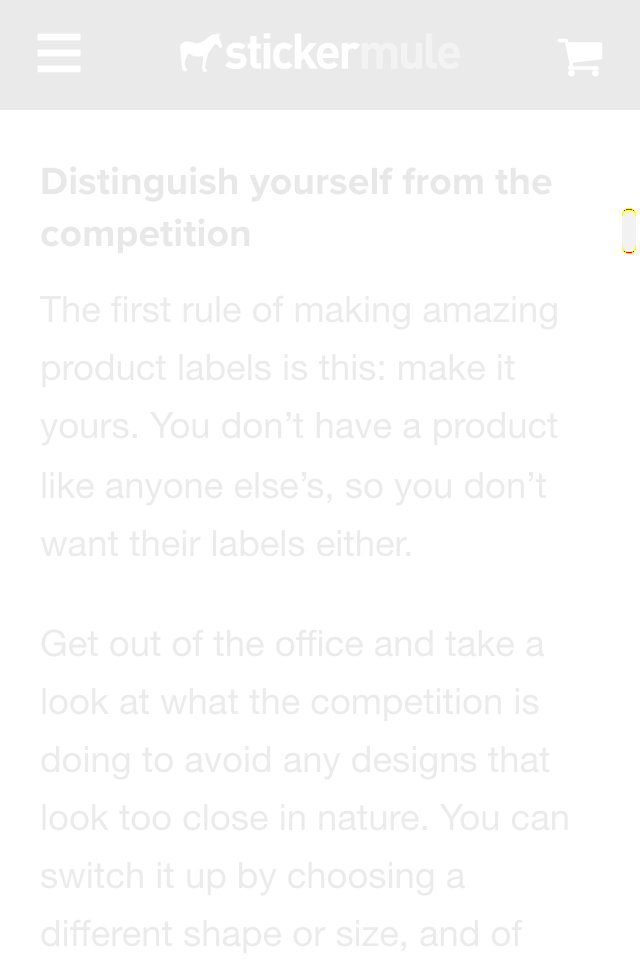 stickermule
Distinguish yourself from the
competition
The first rule of making amazing
product labels is this: make it
yours. You don’t have a product
like anyone else’s, so you don’t
want their labels either.
Get out of the office and take a
look at what the competition is
doing to avoid any designs that
look too close in nature. You can
switch it up by choosing a
different shape or size, and of